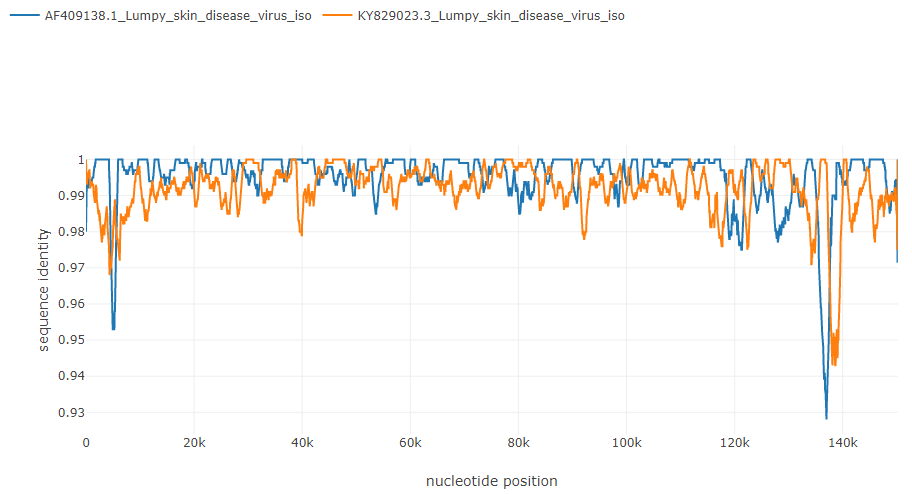 AF409138.1_Lumpy_skin_disease_virus_iso KY829023.3_Lumpy_skin_disease_virus_iso
1
0.99
0.98
0.97
0.96
0.95
0.94
0.93
sequence identity
0 20k 40k 60k 80k 100k 120k 140k
nucleotide position